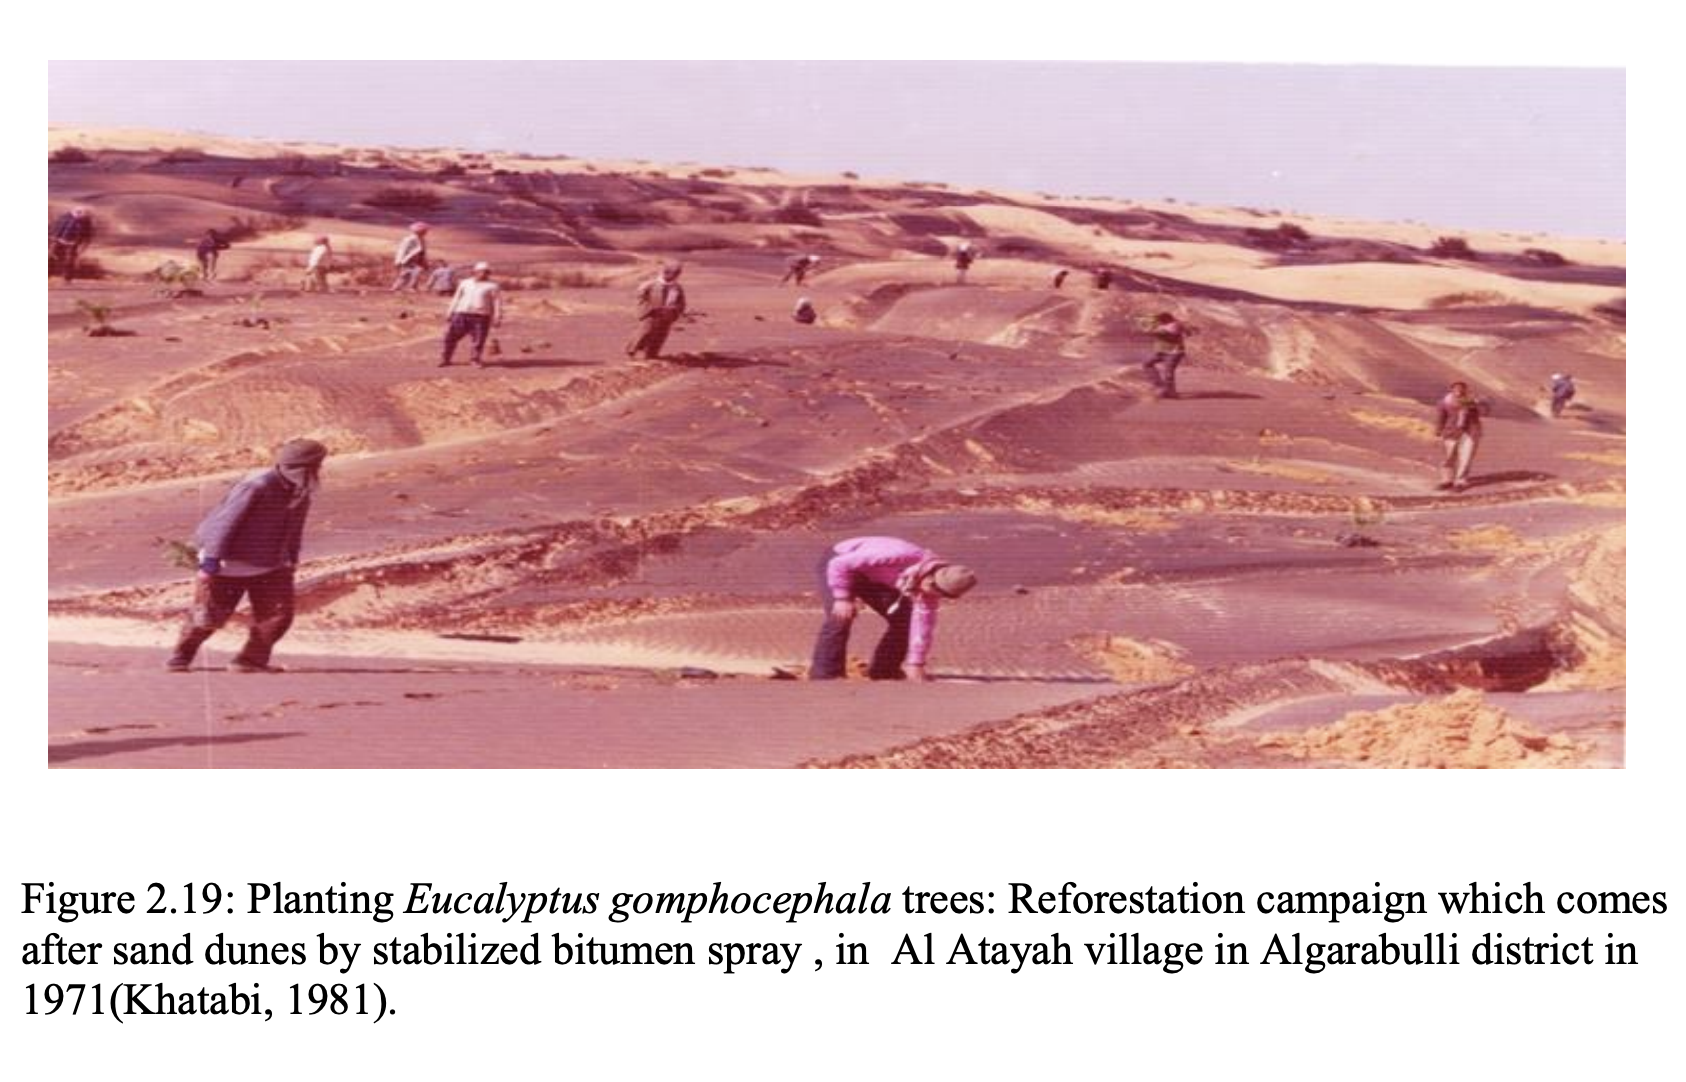 Figure 2.19: Planting Eucalyptus gomphocephala trees: Reforestation campaign which comes
after sand dunes by stabilized bitumen spray , in  Al Atayah village in Algarabulli district in
1971(Khatabi, 1981).